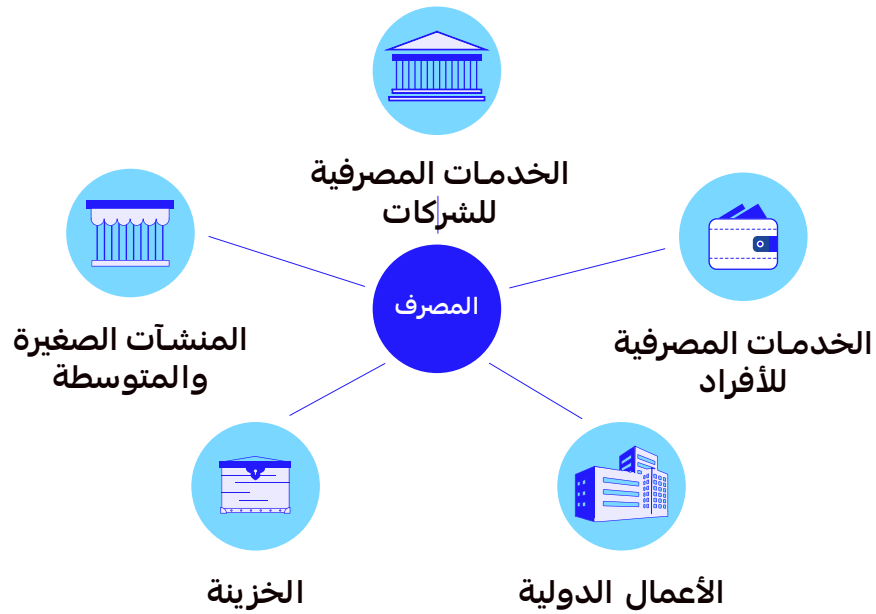 الخدمات المصرفية
للشركات
المنشآت الصغيرة
والمتوسطة
المصرف
الخدمات المصرفية
للأفراد
الخزينة
الأعمال الدولية